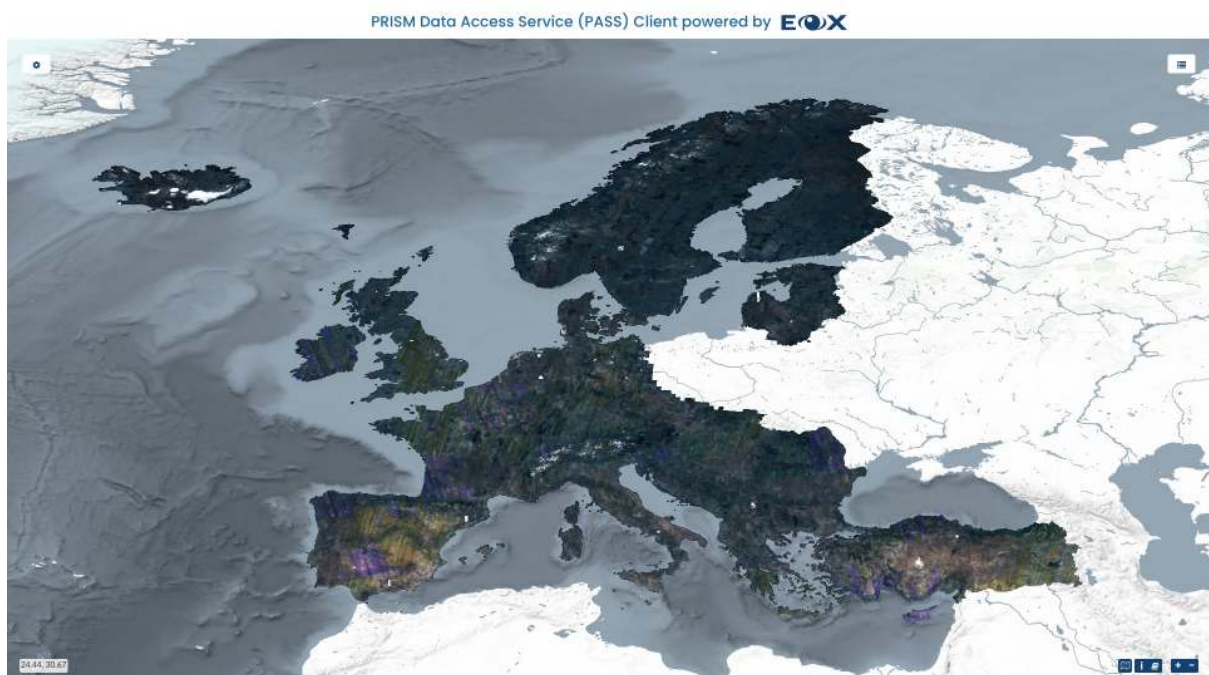 PRISM Data Access Service (PASS) Client powered by EOX
24.44, 30.67